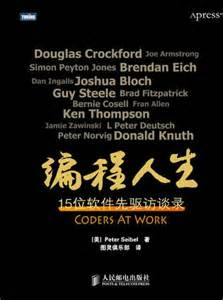 TURING
Douglas Crockford Joe Armstrong
Simon Peyton Jones Brendan Eich
Dan Ingalls Joshua Bloch
Guy Steele Brad Fitzpatrick
Bernie Cosell Fran Allen
Ken Thompson
Jamie Zawinski L Peter Deutsch
Peter Norvig Donald Knuth
编程人生
15位软件先驱访谈录
CODERS AT WORK
[美] Peter Seibel 著
图灵俱乐部 译
人民邮电出版社
POSTS & TELECOM PRESS